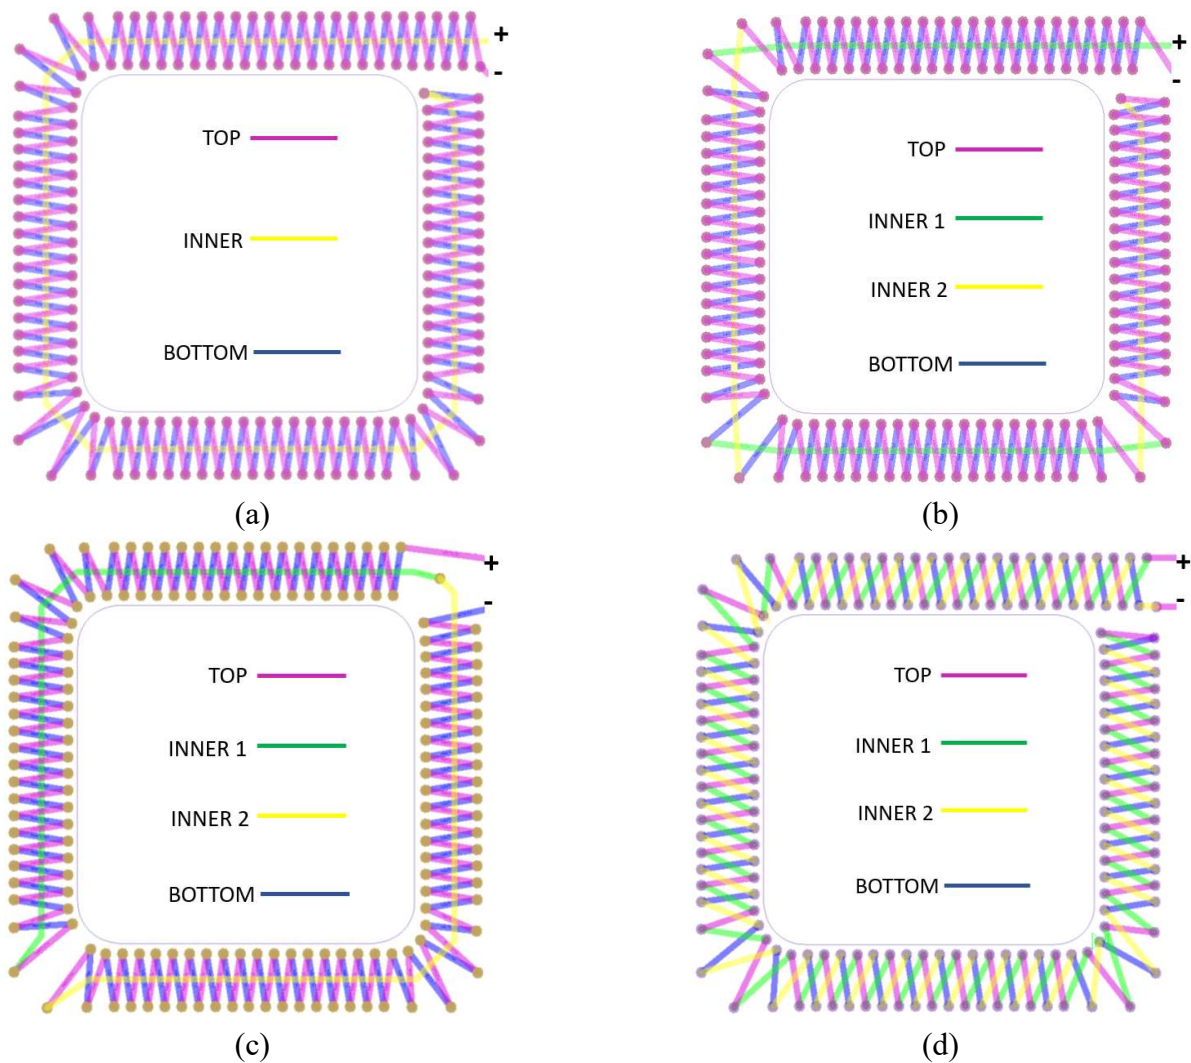 +
-
TOP
INNER
BOTTOM
(a)
+
-
TOP
INNER 1
INNER 2
BOTTOM
(b)
+
-
TOP
INNER 1
INNER 2
BOTTOM
(c)
+
-
TOP
INNER 1
INNER 2
BOTTOM
(d)